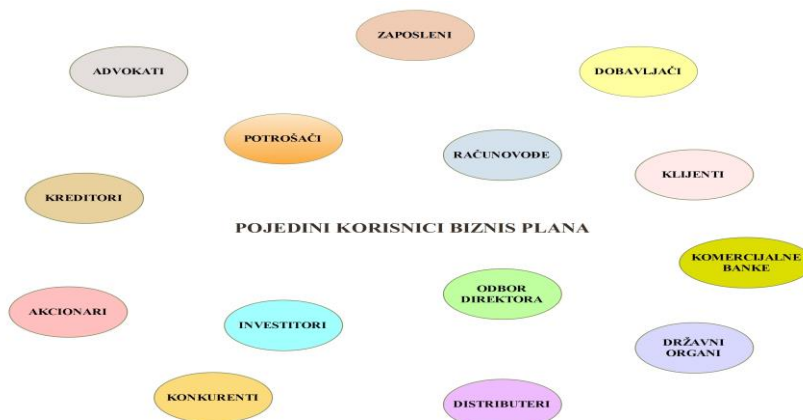 ZAPOSLENI
ADVOKATI
DOBAVLJAČI
POTROŠAČI
RAČUNOVOĐE
KLIJENTI
KREDITORI
POJEDINI KORISNICI BIZNIS PLANA
KOMERCIJALNE
BANKE
ODBOR
DIREKTORA
AKCIONARI
INVESTITORI
DRŽAVNI
ORGANI
KONKURENTI
DISTRIBUTERI